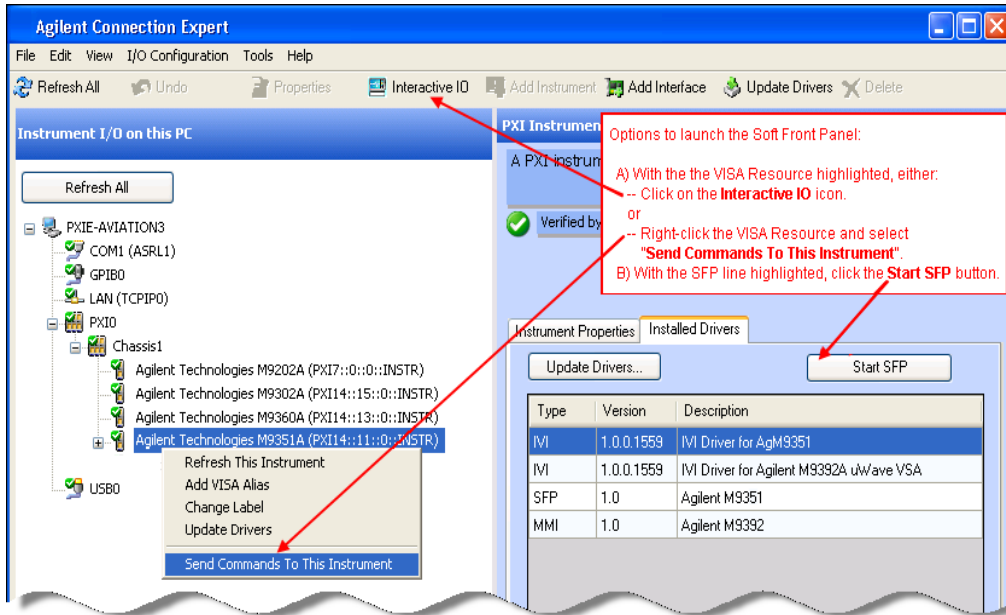 Agilent Connection Expert
File Edit View I/O Configuration Tools Help
Refresh All Undo Properties Interactive IO Add Instrument Add Interface Update Drivers Delete
Instrument I/O on this PC
Refresh All
PXIE-AVIATION3
COM1 (ASRL1)
GPIB0
LAN (TCPIP0)
PXI0
Chassis1
Agilent Technologies M9202A (PXI7::0::0::INSTR)
Agilent Technologies M9302A (PXI14::15::0::INSTR)
Agilent Technologies M9360A (PXI14::13::0::INSTR)
Agilent Technologies M9351A (PXI14::11::0::INSTR)
USB0
Refresh This Instrument
Add VISA Alias
Change Label
Update Drivers
Send Commands To This Instrument
PXI Instrumen
A PXI instrum
Verified by
Options to launch the Soft Front Panel:
A) With the the VISA Resource highlighted, either:
-- Click on the Interactive IO icon.
or
-- Right-click the VISA Resource and select
"Send Commands To This Instrument".
B) With the SFP line highlighted, click the Start SFP button.
Instrument Properties Installed Drivers
Update Drivers... Start SFP
Type Version Description
IVI 1.0.0.1559 IVI Driver for AgM9351
IVI 1.0.0.1559 IVI Driver for Agilent M9392A uWave VSA
SFP 1.0 Agilent M9351
MMI 1.0 Agilent M9392